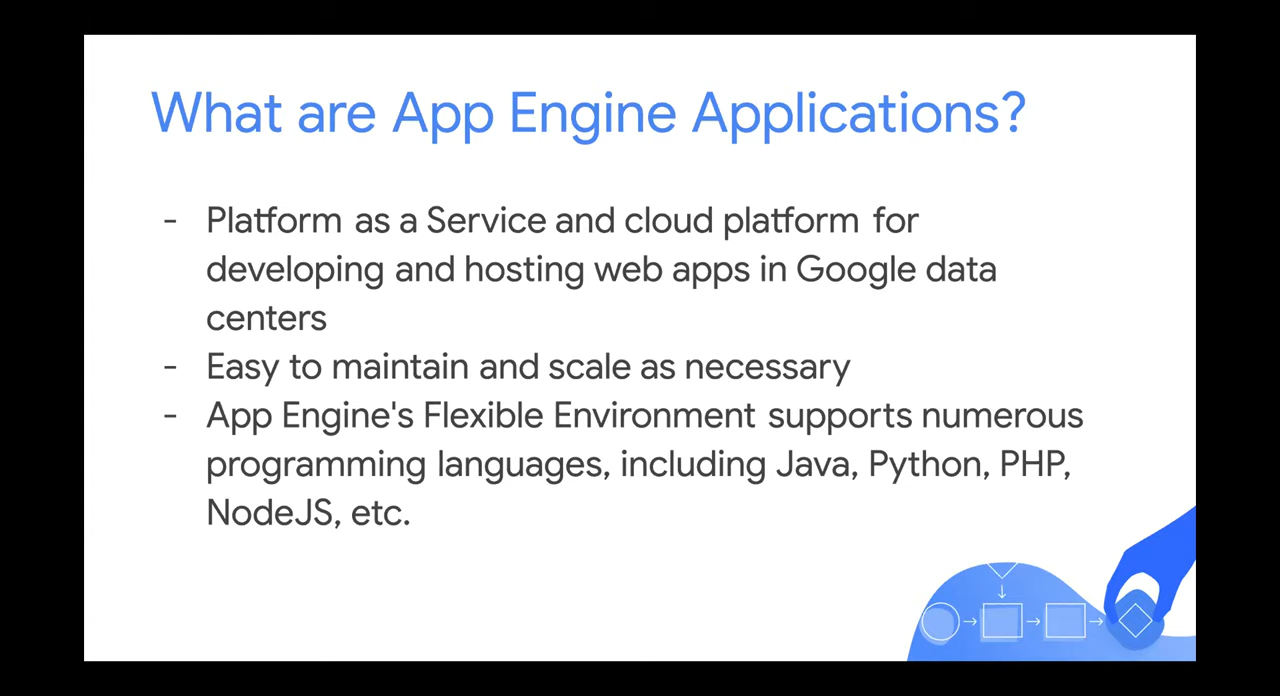 What are App Engine Applications?
- Platform as a Service and cloud platform for
developing and hosting web apps in Google data
centers
- Easy to maintain and scale as necessary
- App Engine's Flexible Environment supports numerous
programming languages, including Java, Python, PHP,
NodeJS, etc.